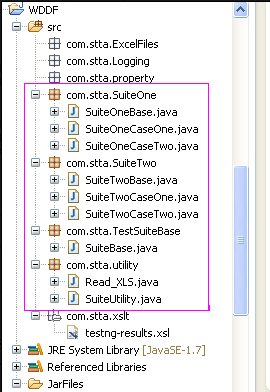 WDDF
src
com.stta.ExcelFiles
com.stta.Logging
com.stta.property
com.stta.SuiteOne
SuiteOneBase.java
SuiteOneCaseOne.java
SuiteOneCaseTwo.java
com.stta.SuiteTwo
SuiteTwoBase.java
SuiteTwoCaseOne.java
SuiteTwoCaseTwo.java
com.stta.TestSuiteBase
SuiteBase.java
com.stta.utility
Read_XLS.java
SuiteUtility.java
com.stta.xslt
testng-results.xsl
JRE System Library [JavaSE-1.7]
Referenced Libraries
JarFiles